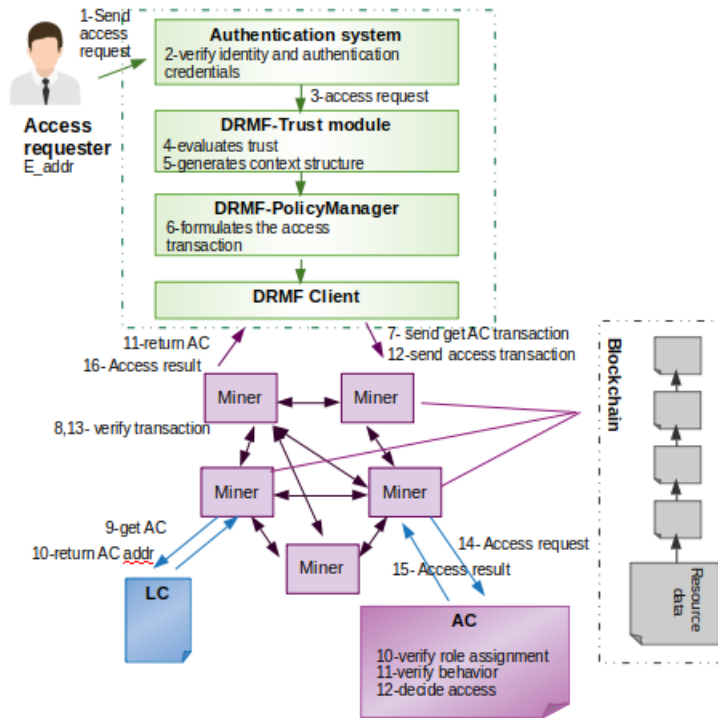 1-Send
access
request
Authentication system
2-verify identity and authentication
credentials
3-access request
Access
requester
E_addr
DRMF-Trust module
4-evaluates trust
5-generates context structure
DRMF-PolicyManager
6-formulates the access
transaction
DRMF Client
11-return AC
16- Access result
7- send get AC transaction
12-send access transaction
Blockchain
Miner
Miner
8,13- verify transaction
Miner
Miner
9-get AC
10-return AC addr
14- Access request
15- Access result
Miner
LC
AC
10-verify role assignment
11-verify behavior
12-decide access
Resource
data